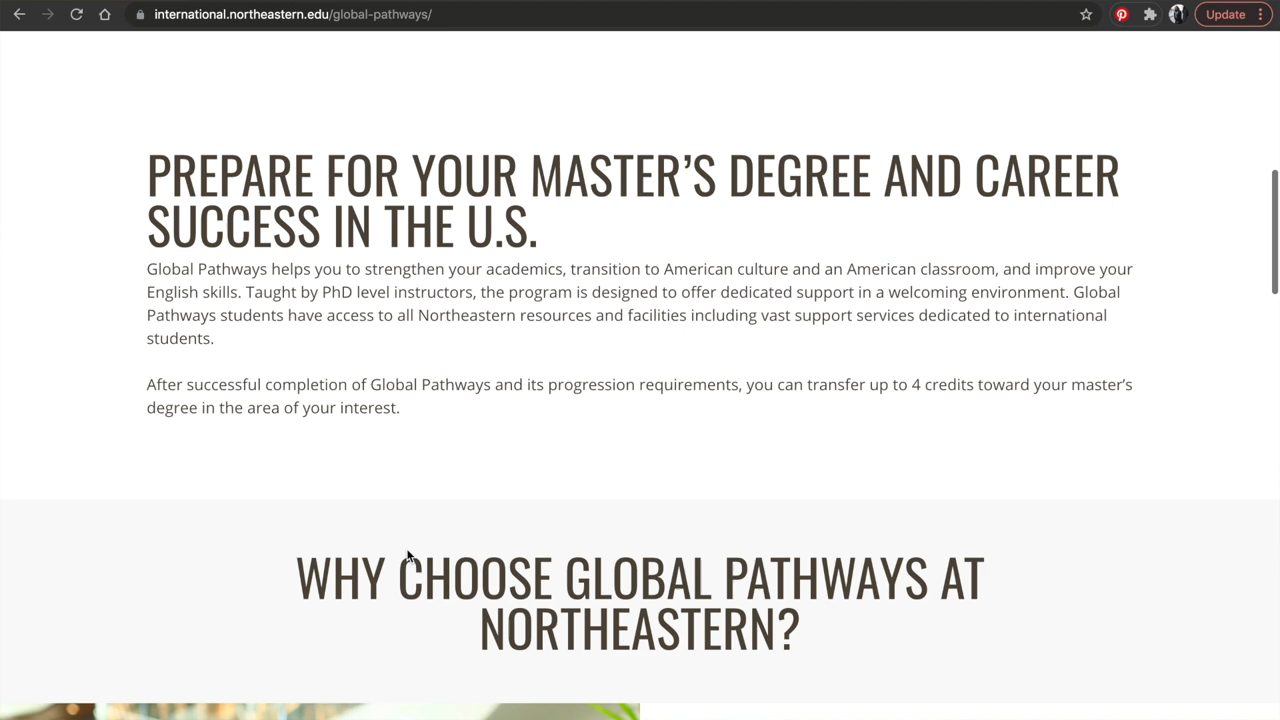 international.northeastern.edu/global-pathways/
Update
PREPARE FOR YOUR MASTER’S DEGREE AND CAREER
SUCCESS IN THE U.S.
Global Pathways helps you to strengthen your academics, transition to American culture and an American classroom, and improve your
English skills. Taught by PhD level instructors, the program is designed to offer dedicated support in a welcoming environment. Global
Pathways students have access to all Northeastern resources and facilities including vast support services dedicated to international
students.
After successful completion of Global Pathways and its progression requirements, you can transfer up to 4 credits toward your master’s
degree in the area of your interest.
WHY CHOOSE GLOBAL PATHWAYS AT
NORTHEASTERN?